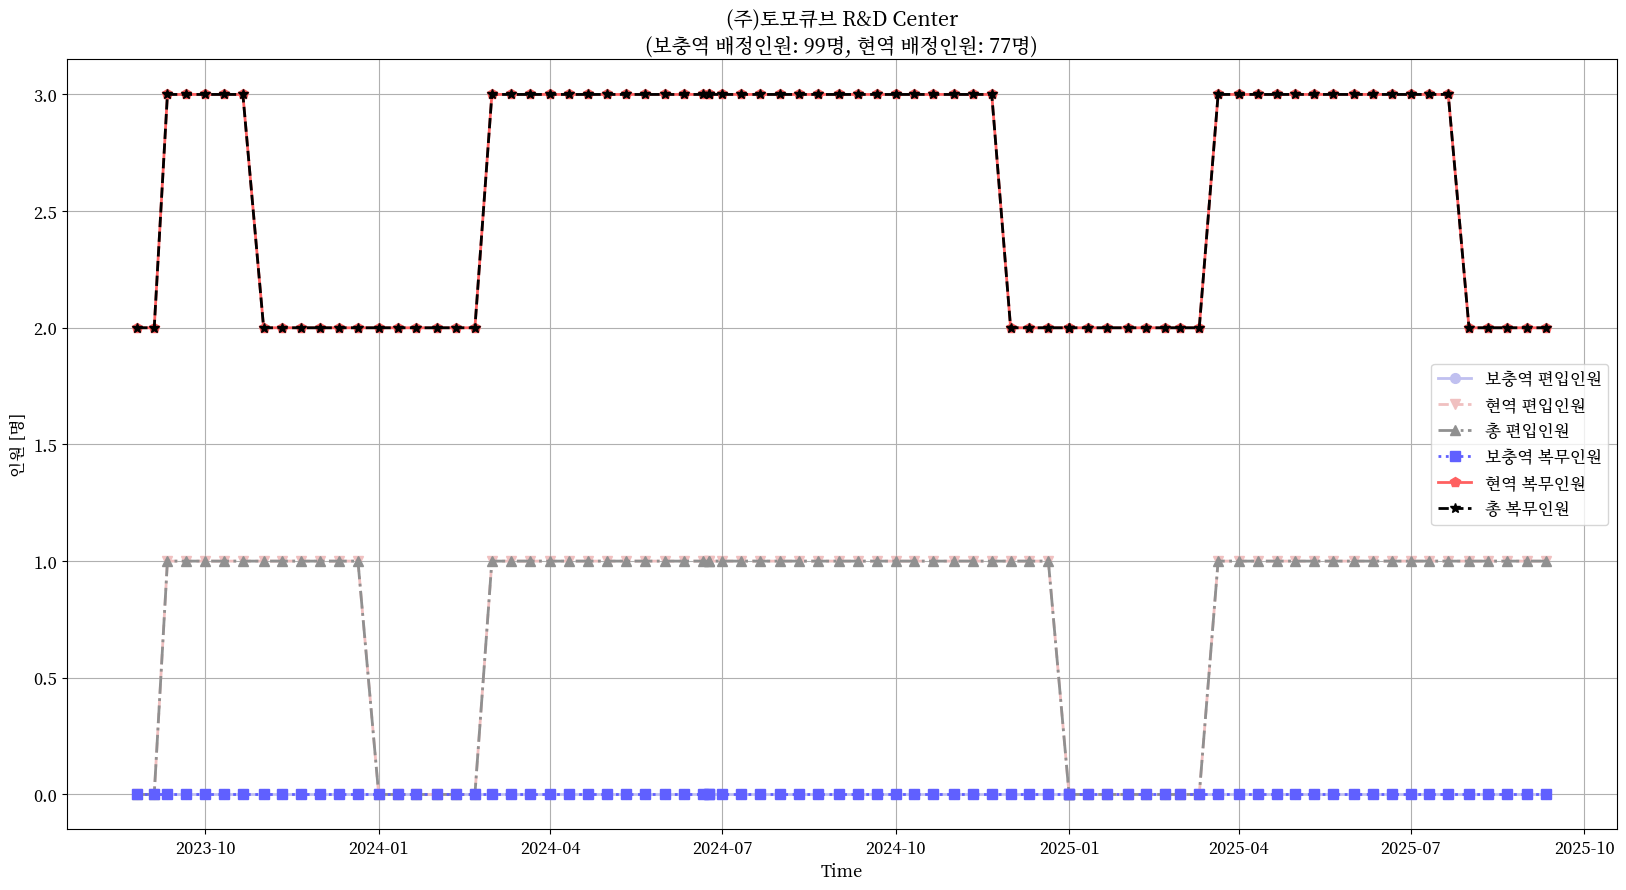 (주)토모큐브 R&D Center
(보충역 배정인원: 99명, 현역 배정인원: 77명)
인원 [명]
3.0
2.5
2.0
1.5
1.0
0.5
0.0
보충역 편입인원
현역 편입인원
총 편입인원
보충역 복무인원
현역 복무인원
총 복무인원
2023-10
2024-01
2024-04
2024-07
2024-10
2025-01
2025-04
2025-07
2025-10
Time